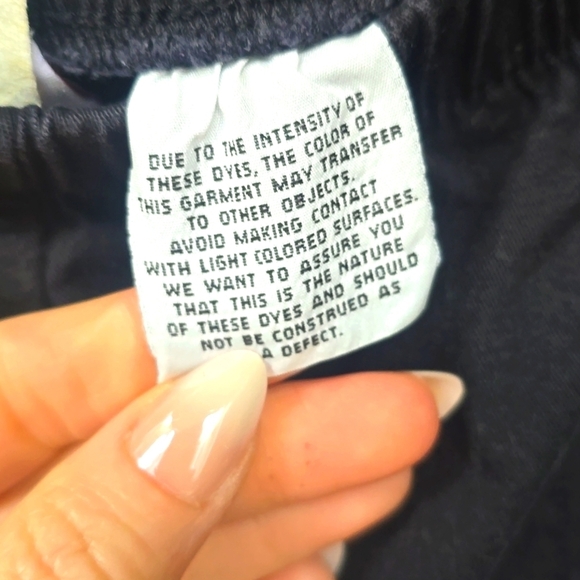 DUE TO THE INTENSITY OF
THESE DYES, THE COLOR OF
THIS GARMENT MAY TRANSFER
TO OTHER OBJECTS.
AVOID MAKING CONTACT
WITH LIGHT COLORED SURFACES.
WE WANT TO ASSURE YOU
THAT THIS IS THE NATURE
OF THESE DYES AND SHOULD
NOT BE CONSTRUED AS
A DEFECT.